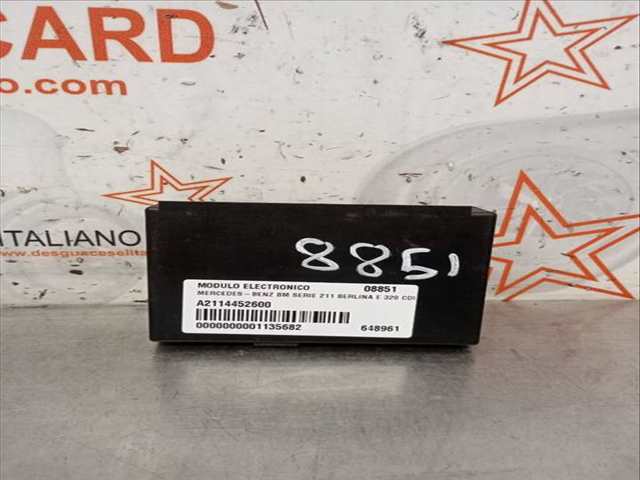 CARD
to.com
ITALIANO
www.desguaceselita
8851
MODULO ELECTRONICO 08851
MERCEDES-BENZ BM SERIE 211 BERLINA E 320 CDI
A2114452600
0000000001135682 648961